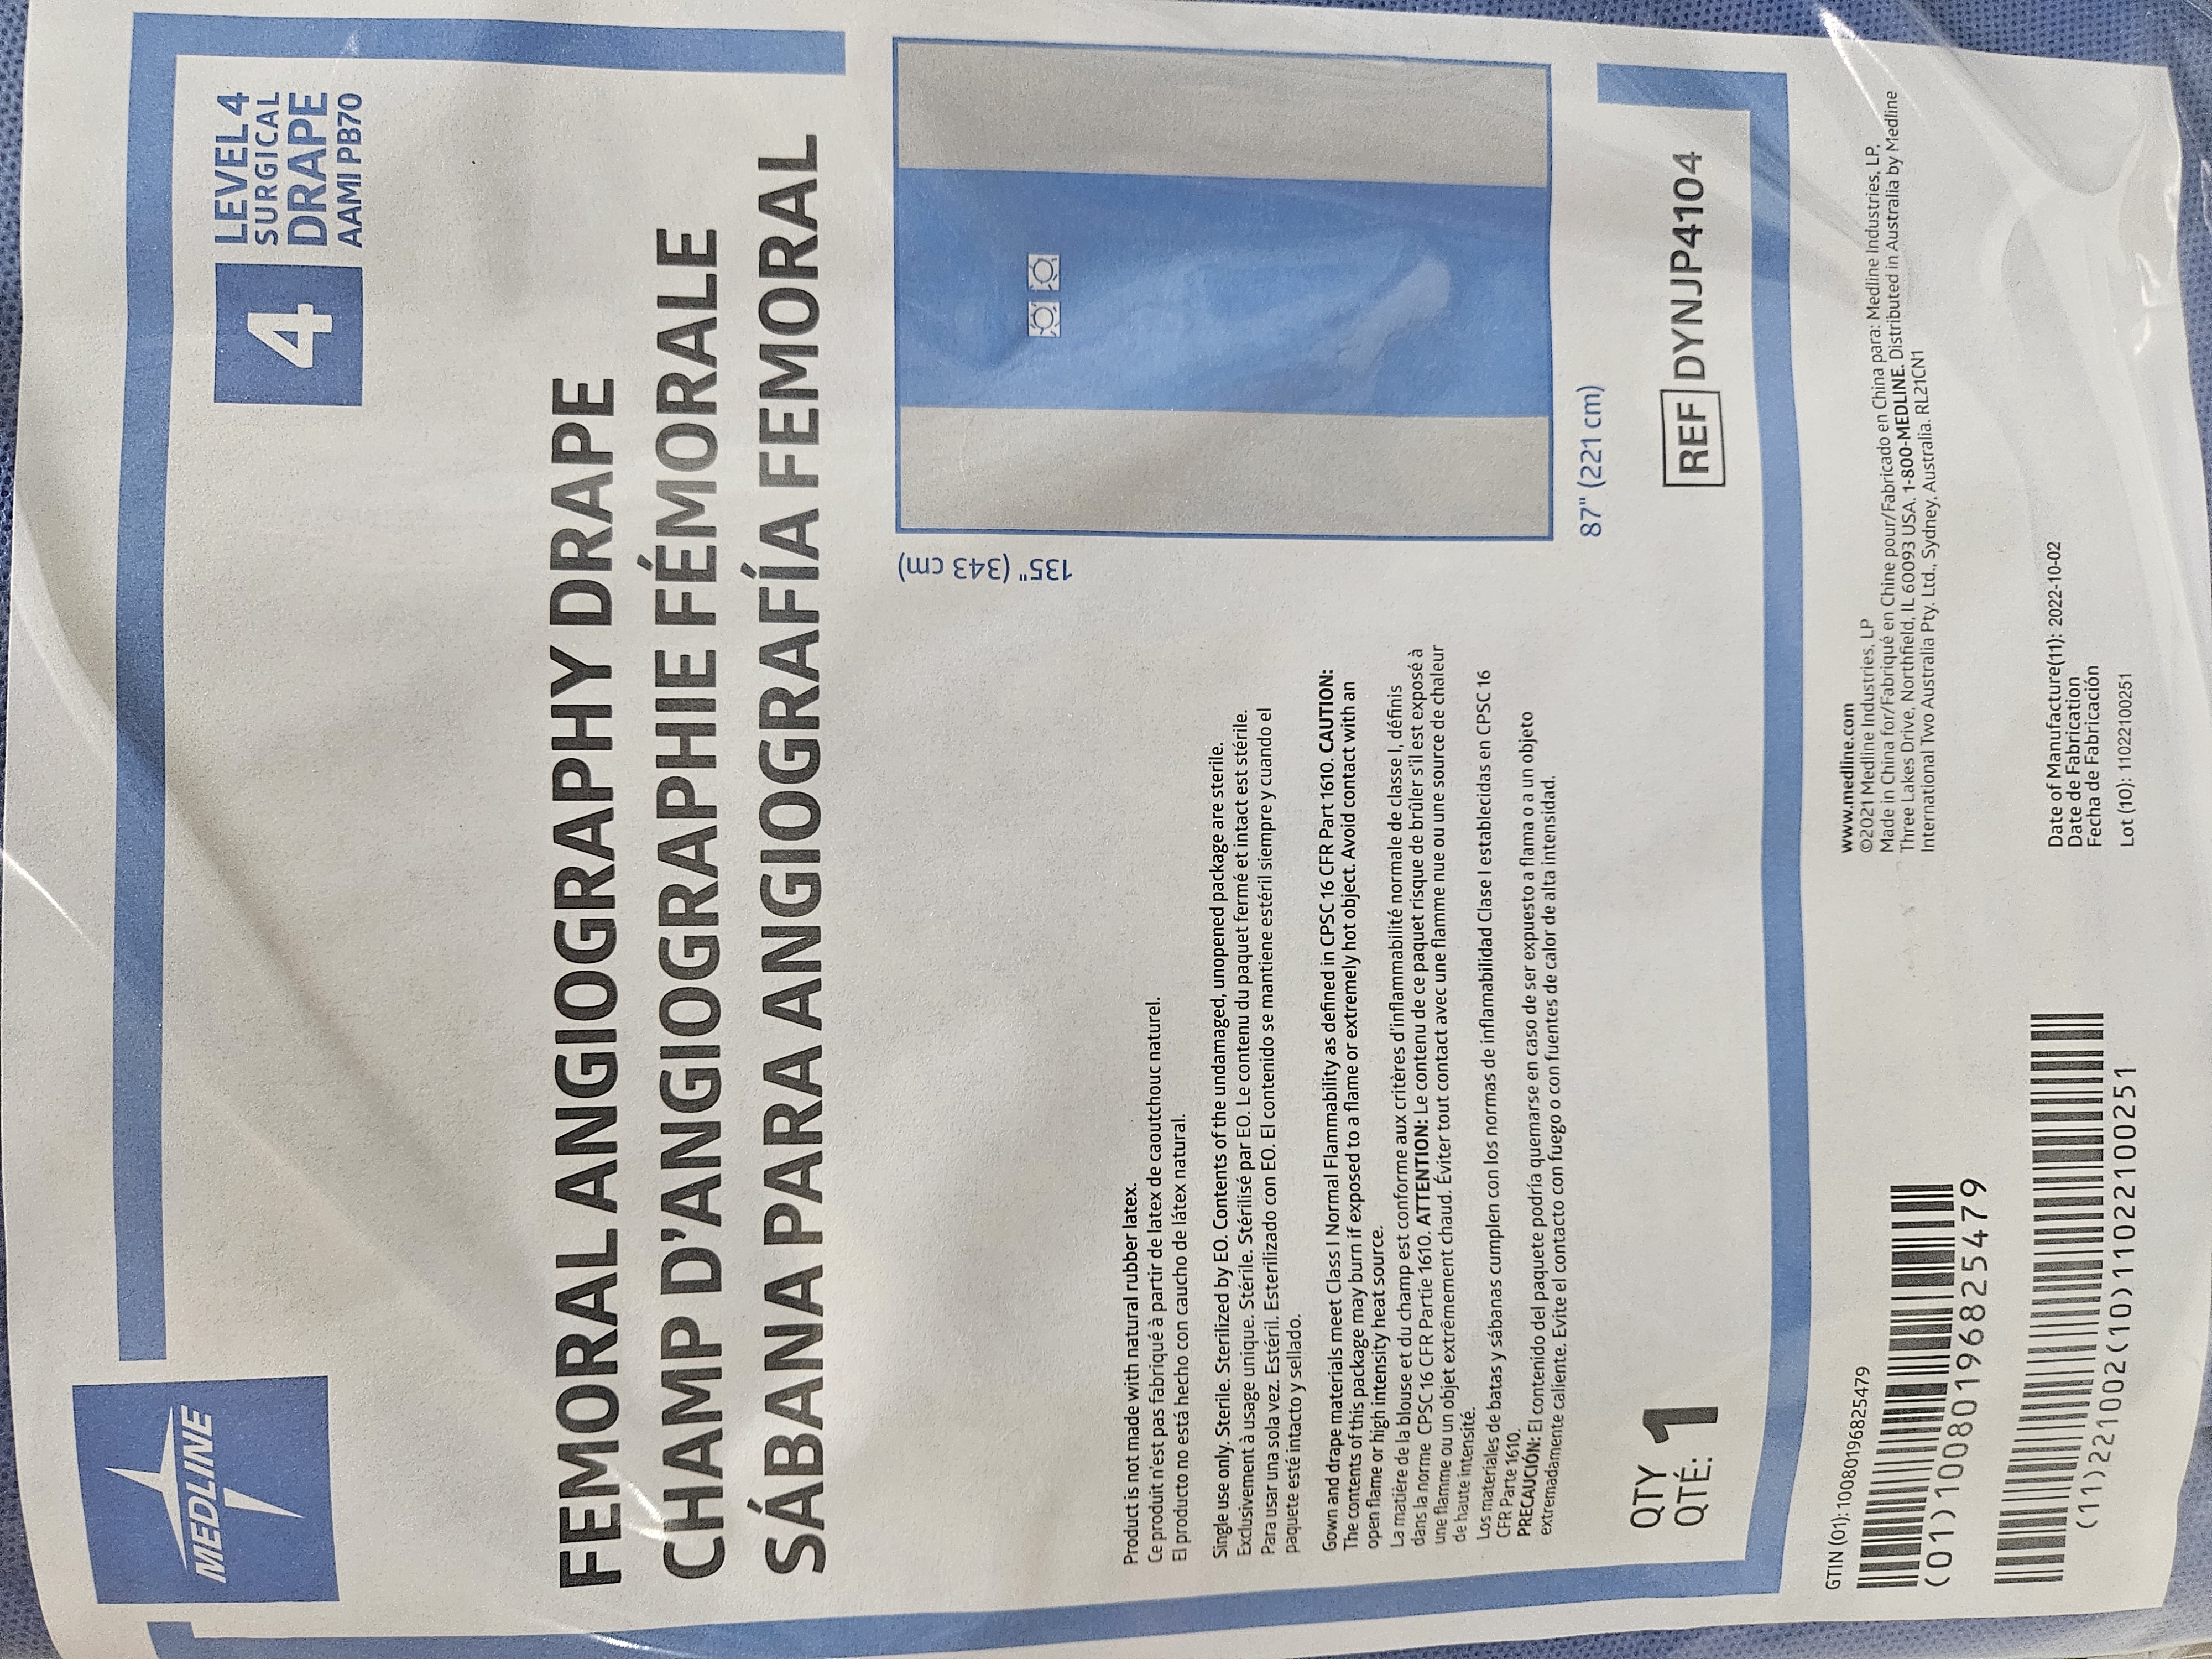 MEDLINE
4
LEVEL 4
SURGICAL
DRAPE
AAMI PB70
FEMORAL ANGIOGRAPHY DRAPE
CHAMP D'ANGIOGRAPHIE FÉMORALE
SÁBANA PARA ANGIOGRAFÍA FEMORAL
135" (343 cm)
87" (221 cm)
Product is not made with natural rubber latex.
Ce produit n'est pas fabriqué à partir de latex de caoutchouc naturel.
El producto no está hecho con caucho de látex natural.
Single use only. Sterile. Sterilized by EO. Contents of the undamaged, unopened package are sterile.
Exclusivement à usage unique. Stérile. Stérilisé par EO. Le contenu du paquet fermé et intact est stérile.
Para usar una sola vez. Estéril. Esterilizado con EO. El contenido se mantiene estéril siempre y cuando el
paquete esté intacto y sellado.
Gown and drape materials meet Class I Normal Flammability as defined in CPSC 16 CFR Part 1610. CAUTION:
The contents of this package may burn if exposed to a flame or extremely hot object. Avoid contact with an
open flame or high intensity heat source.
La matière de la blouse et du champ est conforme aux critères d'inflammabilité normale de classe I, définis
dans la norme CPSC 16 CFR Partie 1610. ATTENTION: Le contenu de ce paquet risque de brûler s'il est exposé à
une flamme ou un objet extrêmement chaud. Éviter tout contact avec une flamme nue ou une source de chaleur
de haute intensité.
Los materiales de batas y sábanas cumplen con los normas de inflamabilidad Clase I establecidas en CPSC 16
CFR Parte 1610.
PRECAUCIÓN: El contenido del paquete podría quemarse en caso de ser expuesto a flama o a un objeto
extremadamente caliente. Evite el contacto con fuego o con fuentes de calor de alta intensidad.
QTY
QTÉ: 1
REF DYNJP4104
GTIN (01): 10080196825479
(01)10080196825479
(11)221002(10)11022100251
www.medline.com
©2021 Medline Industries, LP
Made in China for/Fabriqué en Chine pour/Fabricado en China para: Medline Industries, LP,
Three Lakes Drive, Northfield, IL 60093 USA. 1-800-MEDLINE. Distributed in Australia by Medline
International Two Australia Pty. Ltd., Sydney, Australia. RL21CN1
Date of Manufacture(11): 2022-10-02
Date de Fabrication
Fecha de Fabricación
Lot (10): 11022100251